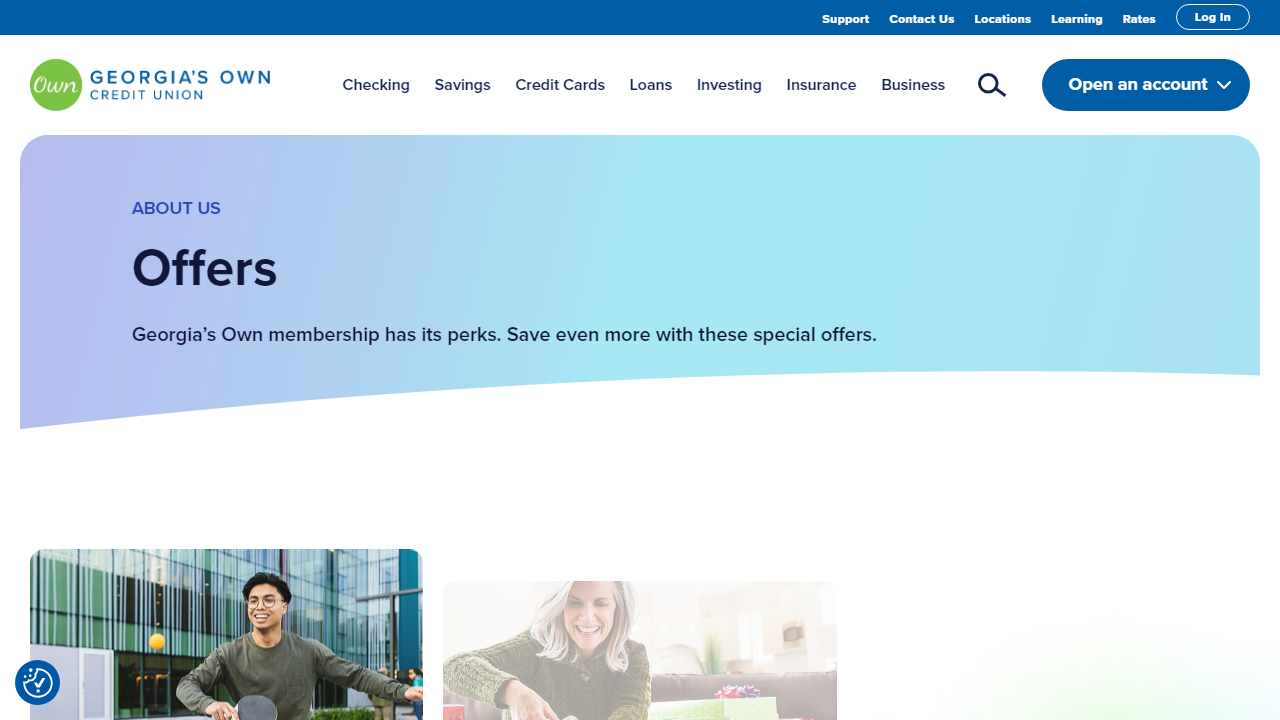 Support Contact Us Locations Learning Rates Log In
Own GEORGIA'S OWN
CREDIT UNION
Checking Savings Credit Cards Loans Investing Insurance Business Open an account
ABOUT US
Offers
Georgia’s Own membership has its perks. Save even more with these special offers.